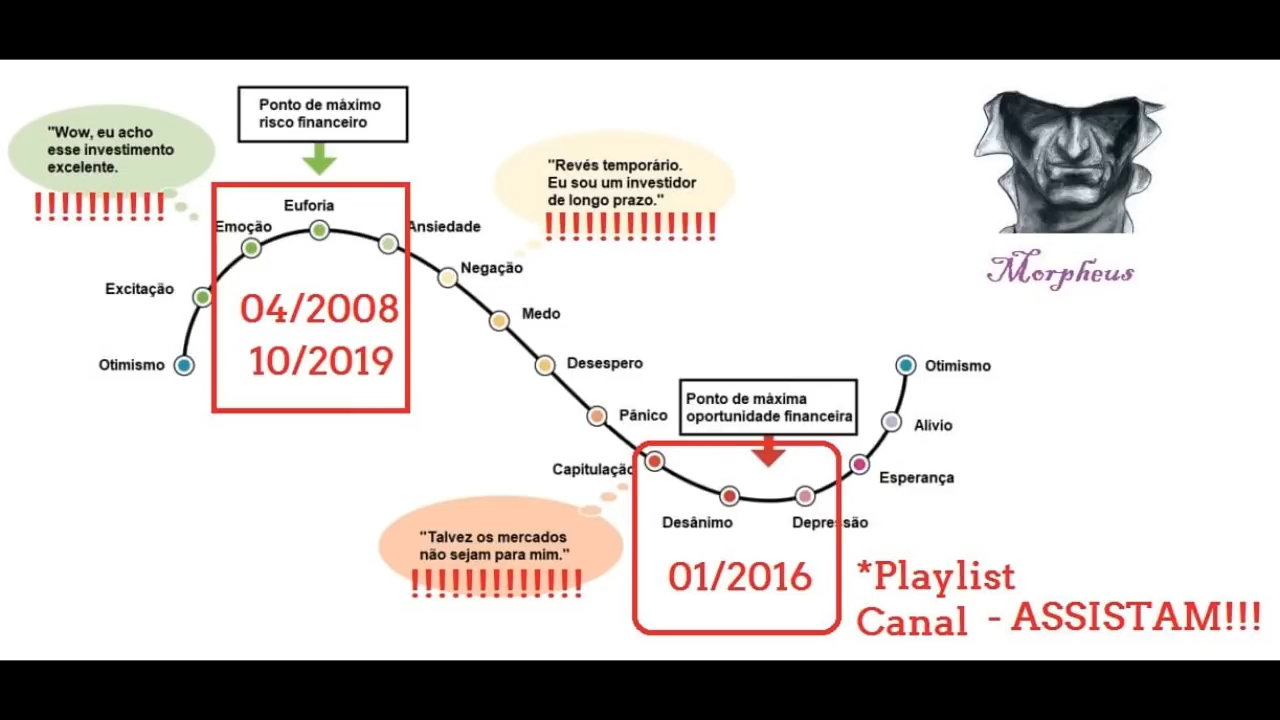 Ponto de máximo
risco financeiro
"Wow, eu acho
esse investimento
excelente.
!!!!!!!!!!!!
"Revés temporário.
Eu sou um investidor
de longo prazo."
!!!!!!!!!!!!!!
Morpheus
Euforia
Emoção
Ansiedade
Negação
Excitação
04/2008
Medo
10/2019
Otimismo
Desespero
Otimismo
Ponto de máxima
oportunidade financeira
Pânico
Alívio
Capitulação
Esperança
Desânimo
Depressão
"Talvez os mercados
não sejam para mim."
!!!!!!!!!!!!!!
01/2016
*Playlist
Canal - ASSISTAM!!!